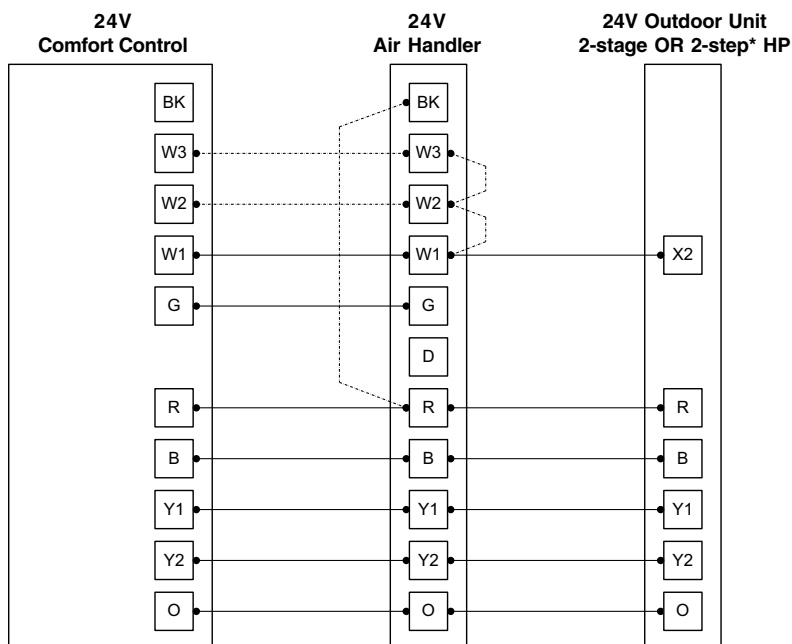 24V
Comfort Control
24V
Air Handler
24V Outdoor Unit
2-stage OR 2-step* HP
BK BK
W3 W3
W2 W2
W1 W1 X2
G G
D
R R R
B B B
Y1 Y1 Y1
Y2 Y2 Y2
O O O